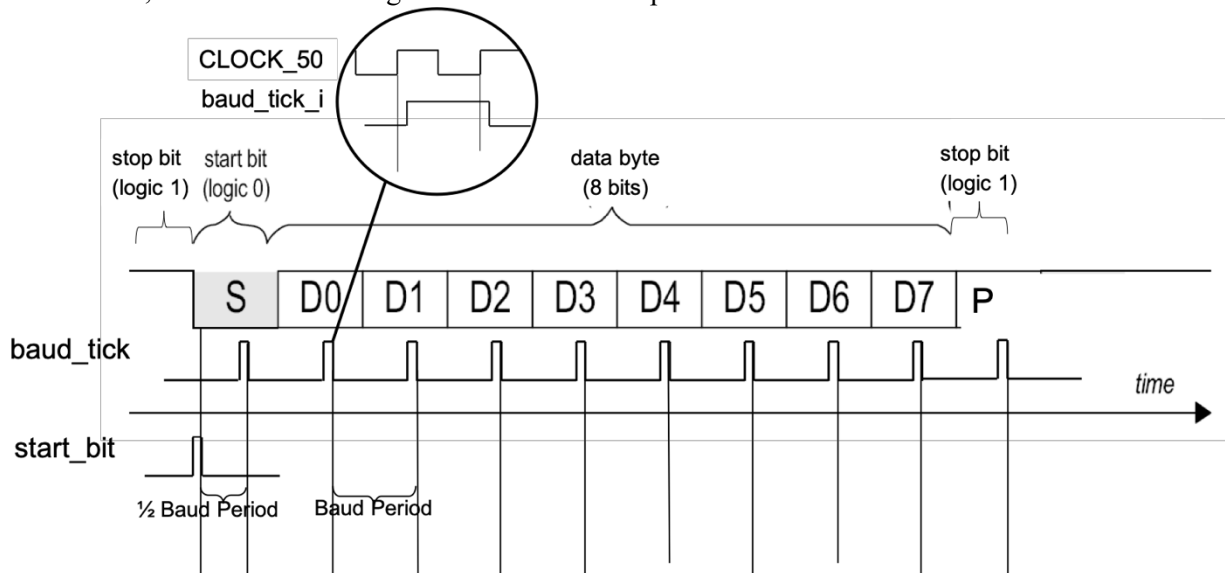 CLOCK_50
baud_tick_i
stop bit
(logic 1)
start bit
(logic 0)
data byte
(8 bits)
stop bit
(logic 1)
S D0 D1 D2 D3 D4 D5 D6 D7 P
baud_tick
time
start_bit
½ Baud Period Baud Period